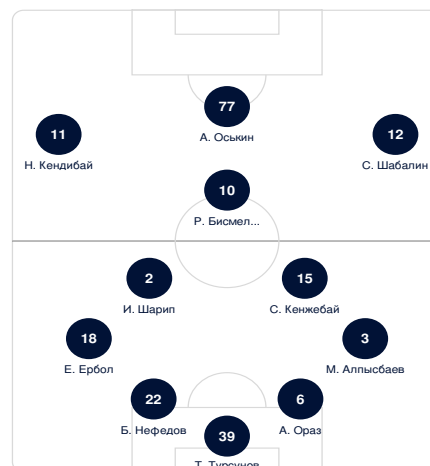 77
А. Оськин
11
Н. Кендибай
12
С. Шабалин
10
Р. Бисмел...
2
И. Шарип
15
С. Кенжебай
18
Е. Ербол
3
М. Алпысбаев
22
Б. Нефедов
6
А. Ораз
39
Т. Турсунов